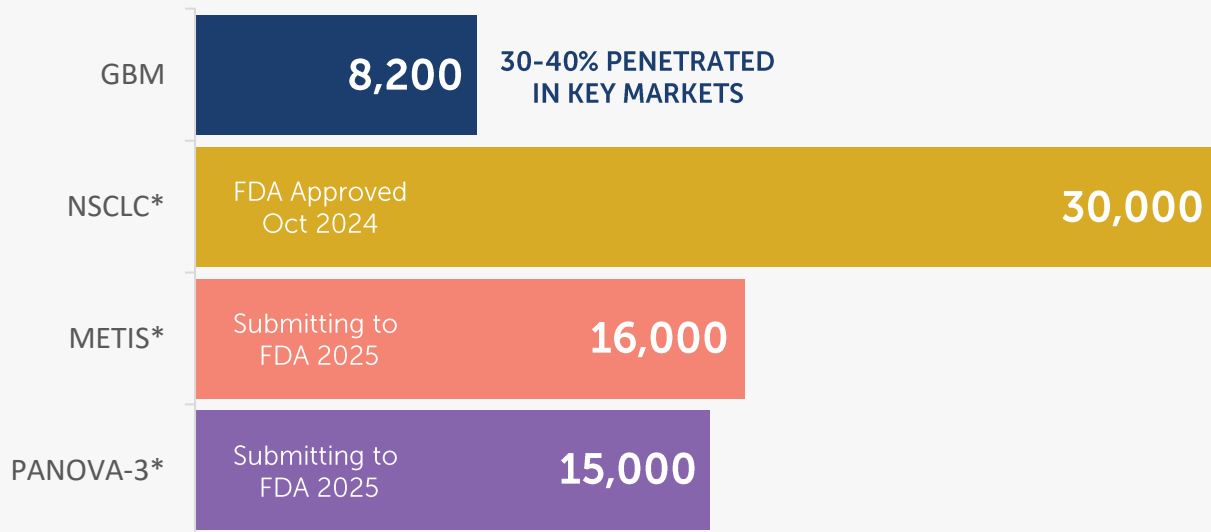 GBM
8,200
30-40% PENETRATED
IN KEY MARKETS
NSCLC*
FDA Approved
Oct 2024
30,000
METIS*
Submitting to
FDA 2025
16,000
PANOVA-3*
Submitting to
FDA 2025
15,000